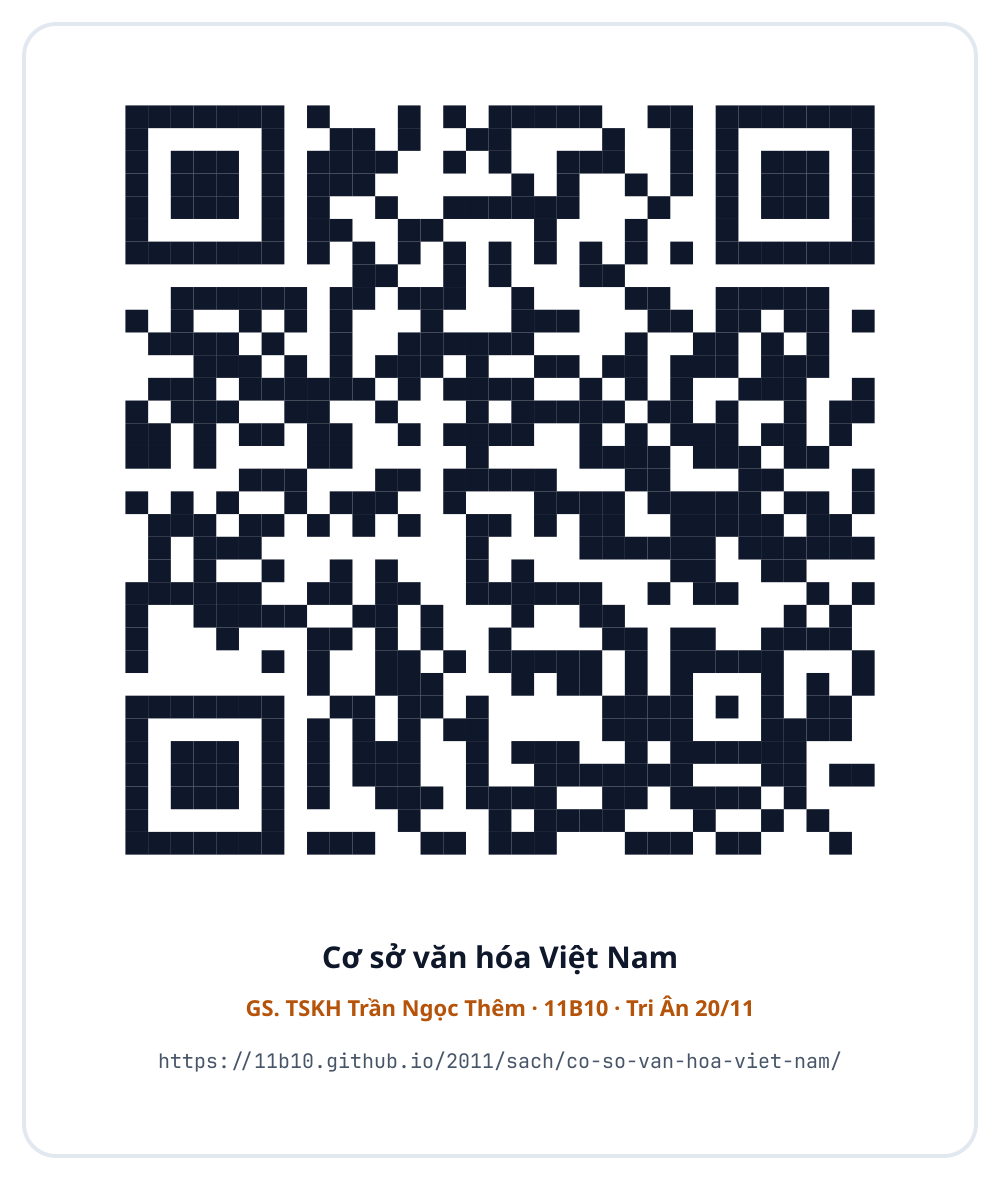 Cơ sở văn hóa Việt Nam
GS. TSKH Trần Ngọc Thêm · 11B10 · Tri Ân 20/11
https://11b10.github.io/2011/sach/co-so-van-hoa-viet-nam/